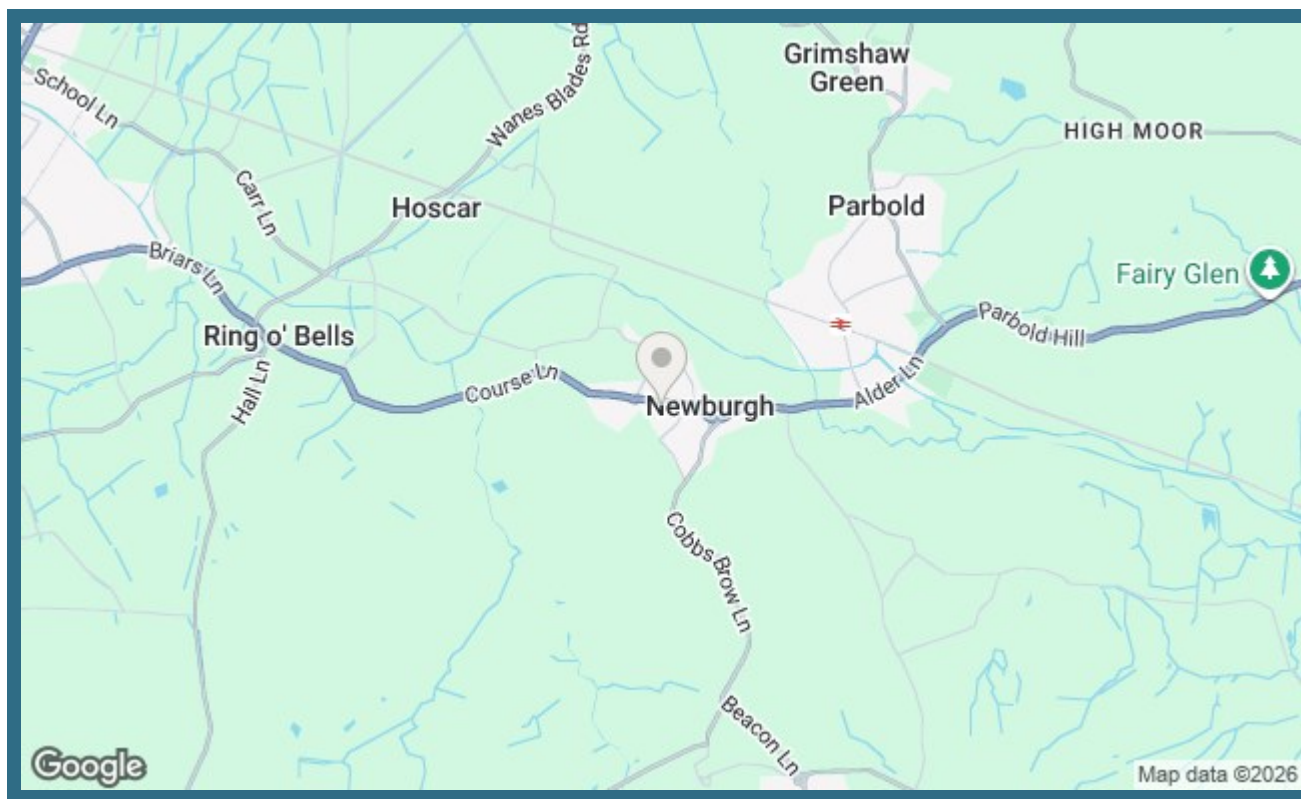 Grimshaw
Green
School Ln
Wanes Blades Rd
HIGH MOOR
Carr Ln
Hoscar
Parbold
Briars Ln
Fairy Glen
Parbold Hill
Ring o' Bells
Hall Ln
Course Ln
Alder Ln
Newburgh
Cobbs Brow Ln
Beacon Ln
Google
Map data ©2026